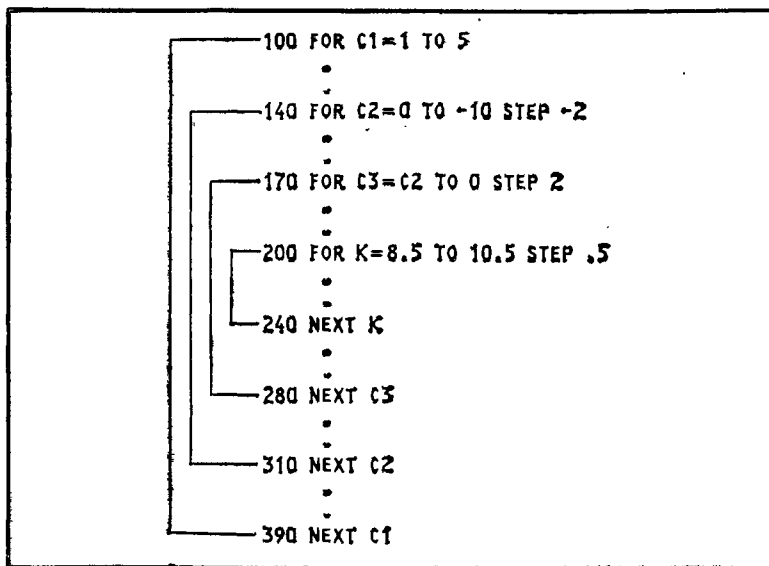 100 FOR C1=1 TO 5
140 FOR C2=0 TO -10 STEP -2
170 FOR C3=C2 TO 0 STEP 2
200 FOR K=8.5 TO 10.5 STEP .5
240 NEXT K
280 NEXT C3
310 NEXT C2
390 NEXT C1